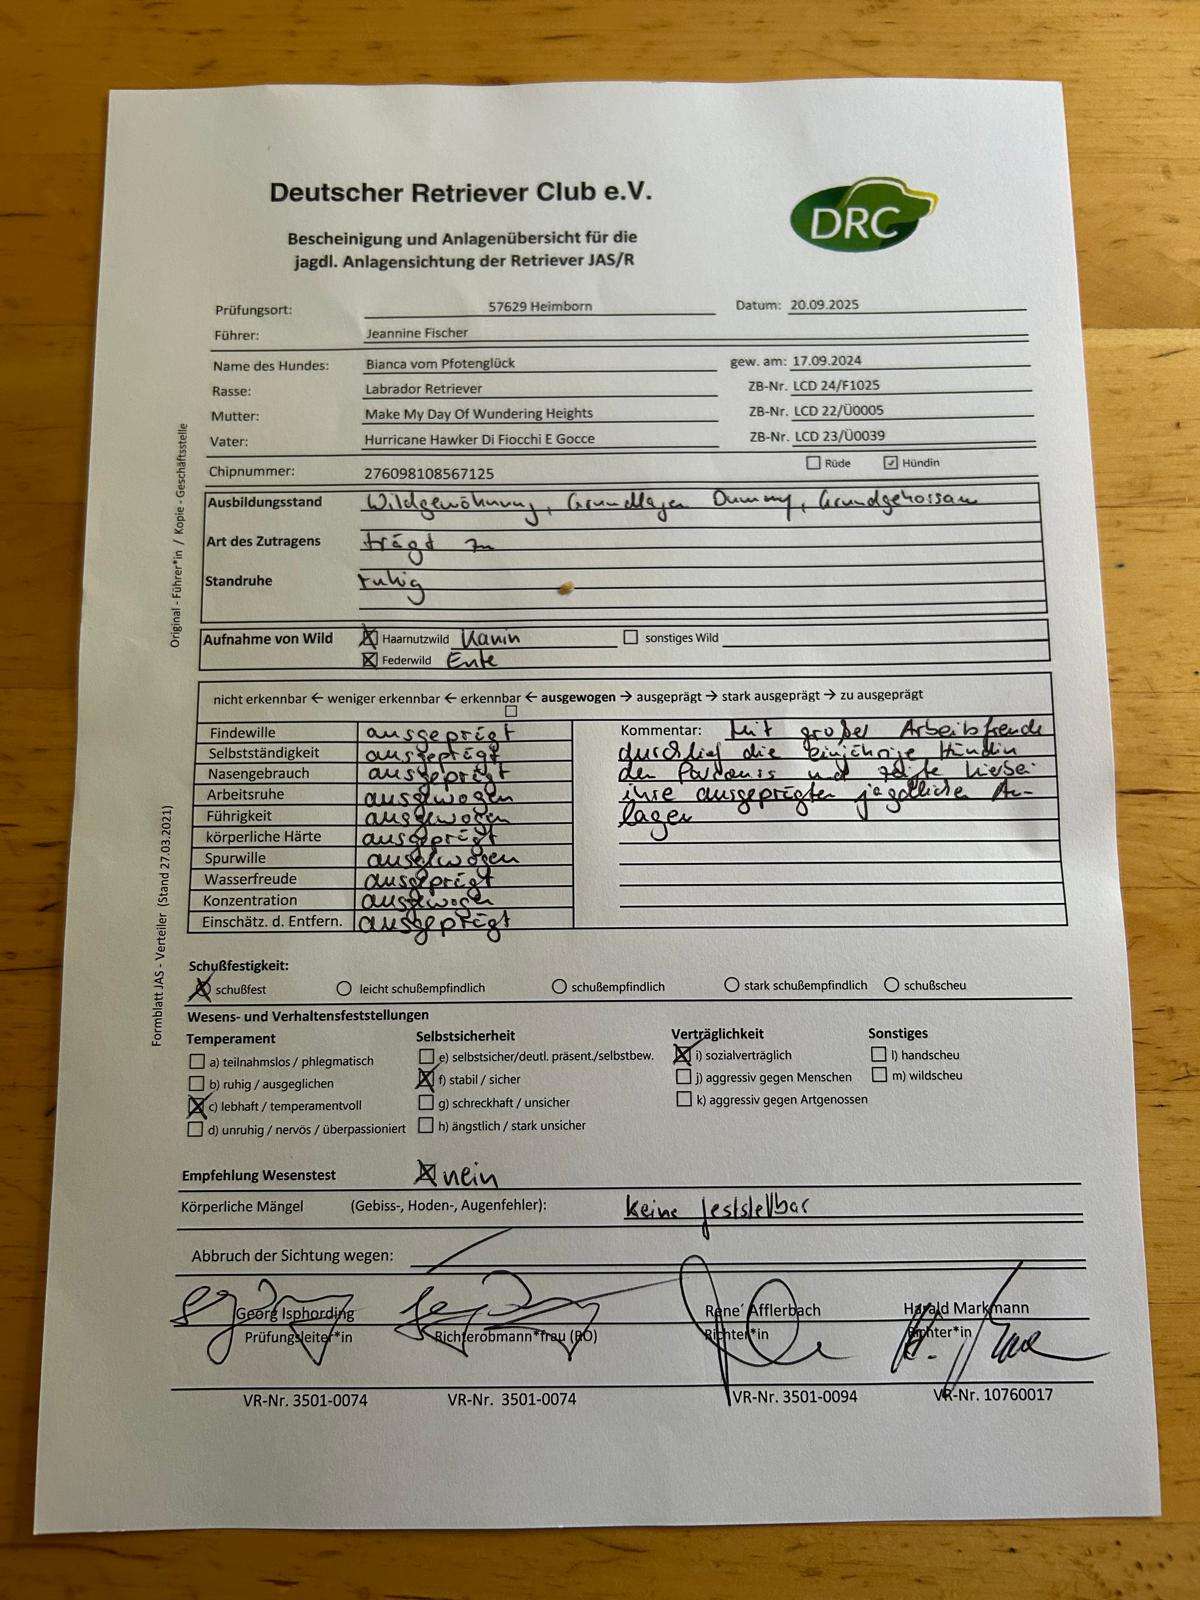 Deutscher Retriever Club e.V.
DRC
Bescheinigung und Anlagenübersicht für die
jagdl. Anlagensichtung der Retriever JAS/R
Prüfungsort: 57629 Heimborn Datum: 20.09.2025
Führer: Jeannine Fischer
Name des Hundes: Bianca vom Pfotenglück gew. am: 17.09.2024
Rasse: Labrador Retriever ZB-Nr. LCD 24/F1025
Mutter: Make My Day Of Wundering Heights ZB-Nr. LCD 22/Ü0005
Vater: Hurricane Hawker Di Fiocchi E Gocce ZB-Nr. LCD 23/Ü0039
Chipnummer: 276098108567125 Rüde Hündin
Ausbildungsstand Wildgewöhnung, Grundlagen Dummy, Grundgehorsam
Art des Zutragens trägt zu
Standruhe ruhig
Aufnahme von Wild Haarnutzwild Kanin sonstiges Wild
Federwild Ente
nicht erkennbar ← weniger erkennbar ← erkennbar ← ausgewogen → ausgeprägt → stark ausgeprägt → zu ausgeprägt
Findewille ausgeprägt
Selbstständigkeit ausgeprägt
Nasengebrauch ausgeprägt
Arbeitsruhe ausgewogen
Führigkeit ausgewogen
körperliche Härte ausgeprägt
Spurwille ausgewogen
Wasserfreude ausgeprägt
Konzentration ausgewogen
Einschätz. d. Entfern. ausgeprägt
Kommentar: Mit großer Arbeitsfreude
durchlief die einjährige Hündin
den Parcours und zeigte hierbei
ihre ausgeprägten jagdlichen An-
lagen
Schußfestigkeit:
schußfest leicht schußempfindlich schußempfindlich stark schußempfindlich schußscheu
Wesens- und Verhaltensfeststellungen
Temperament Selbstsicherheit Verträglichkeit Sonstiges
a) teilnahmslos / phlegmatisch e) selbstsicher/deutl. präsent./selbstbew. i) sozialverträglich l) handscheu
b) ruhig / ausgeglichen f) stabil / sicher j) aggressiv gegen Menschen m) wildscheu
c) lebhaft / temperamentvoll g) schreckhaft / unsicher k) aggressiv gegen Artgenossen
d) unruhig / nervös / überpassioniert h) ängstlich / stark unsicher
Empfehlung Wesenstest nein
Körperliche Mängel (Gebiss-, Hoden-, Augenfehler): keine feststellbar
Abbruch der Sichtung wegen:
Georg Isphording René Afflerbach Harald Markmann
Prüfungsleiter*in Richterobmann*frau (RO) Richter*in Richter*in
VR-Nr. 3501-0074 VR-Nr. 3501-0074 VR-Nr. 3501-0094 VR-Nr. 10760017
Original - Führer*in / Kopie - Geschäftsstelle
Formblatt JAS - Verteiler (Stand 27.03.2021)